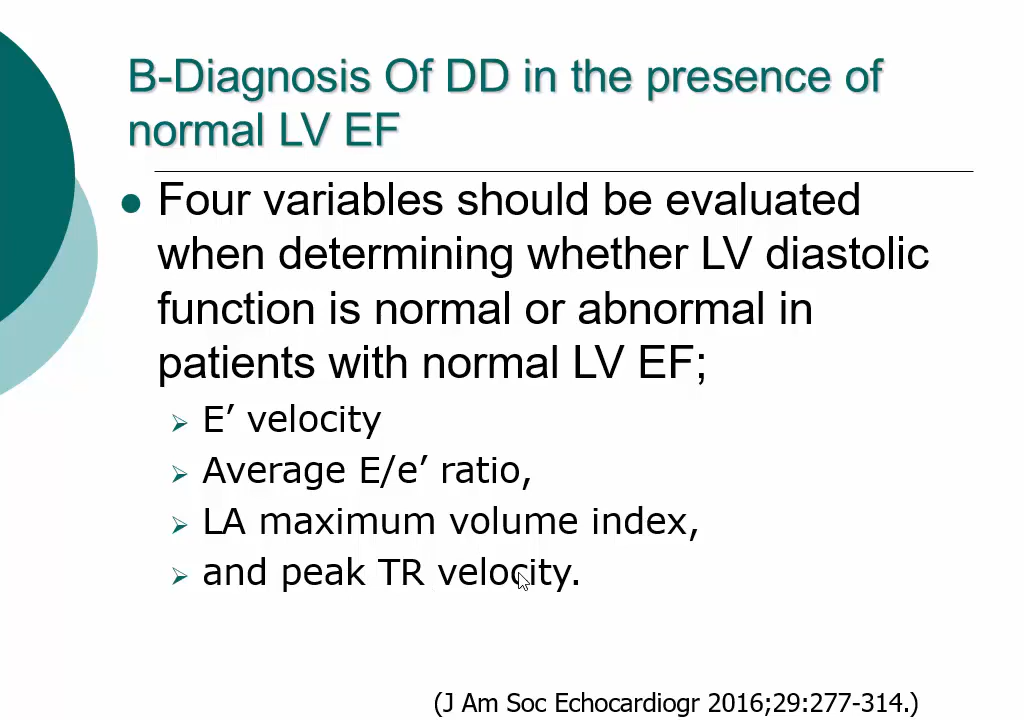 B-Diagnosis Of DD in the presence of
normal LV EF
Four variables should be evaluated
when determining whether LV diastolic
function is normal or abnormal in
patients with normal LV EF;
E’ velocity
Average E/e’ ratio,
LA maximum volume index,
and peak TR velocity.
(J Am Soc Echocardiogr 2016;29:277-314.)